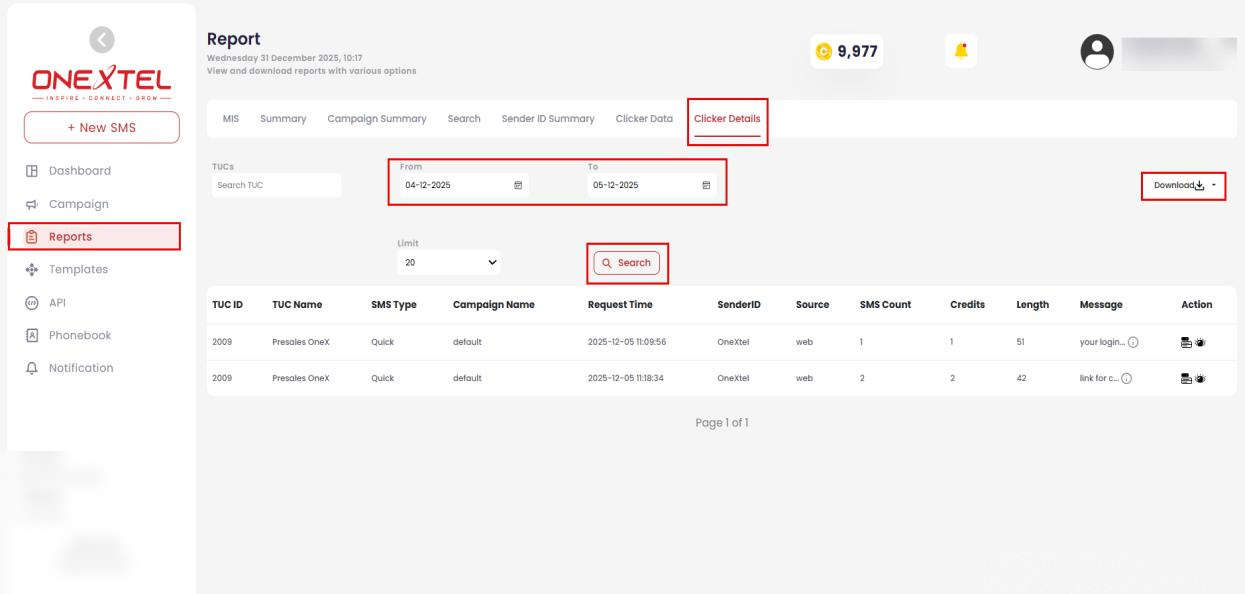 ONEXTEL
INSPIRE • CONNECT • GROW
+ New SMS
Dashboard
Campaign
Reports
Templates
API
Phonebook
Notification
Report
Wednesday 31 December 2025, 10:17
View and download reports with various options
9,977
MIS Summary Campaign Summary Search Sender ID Summary Clicker Data Clicker Details
TUCs From To
Search TUC 04-12-2025 05-12-2025 Download
Limit
20 Search
TUC ID TUC Name SMS Type Campaign Name Request Time SenderID Source SMS Count Credits Length Message Action
2009 Presales OneX Quick default 2025-12-05 11:09:56 OneXtel web 1 1 51 your login...
2009 Presales OneX Quick default 2025-12-05 11:18:34 OneXtel web 2 2 42 link for c...
Page 1 of 1